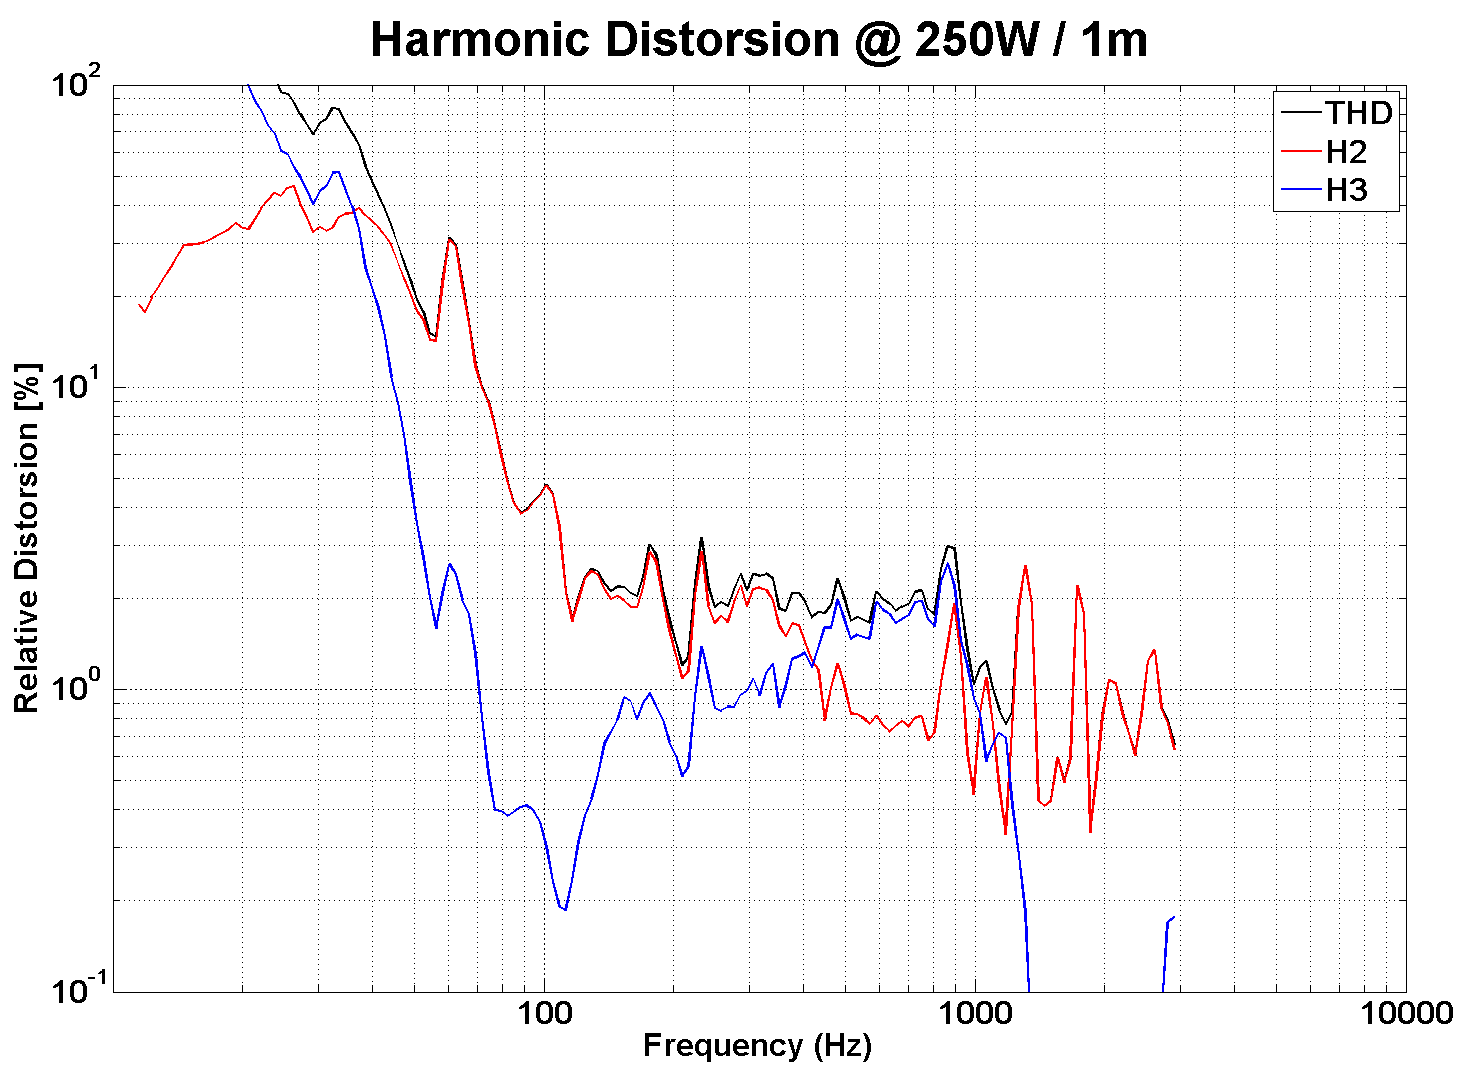 Harmonic Distorsion @ 250W / 1m
THD
H2
H3
Relative Distorsion [%]
10²
10¹
10⁰
10⁻¹
100
1000
10000
Frequency (Hz)